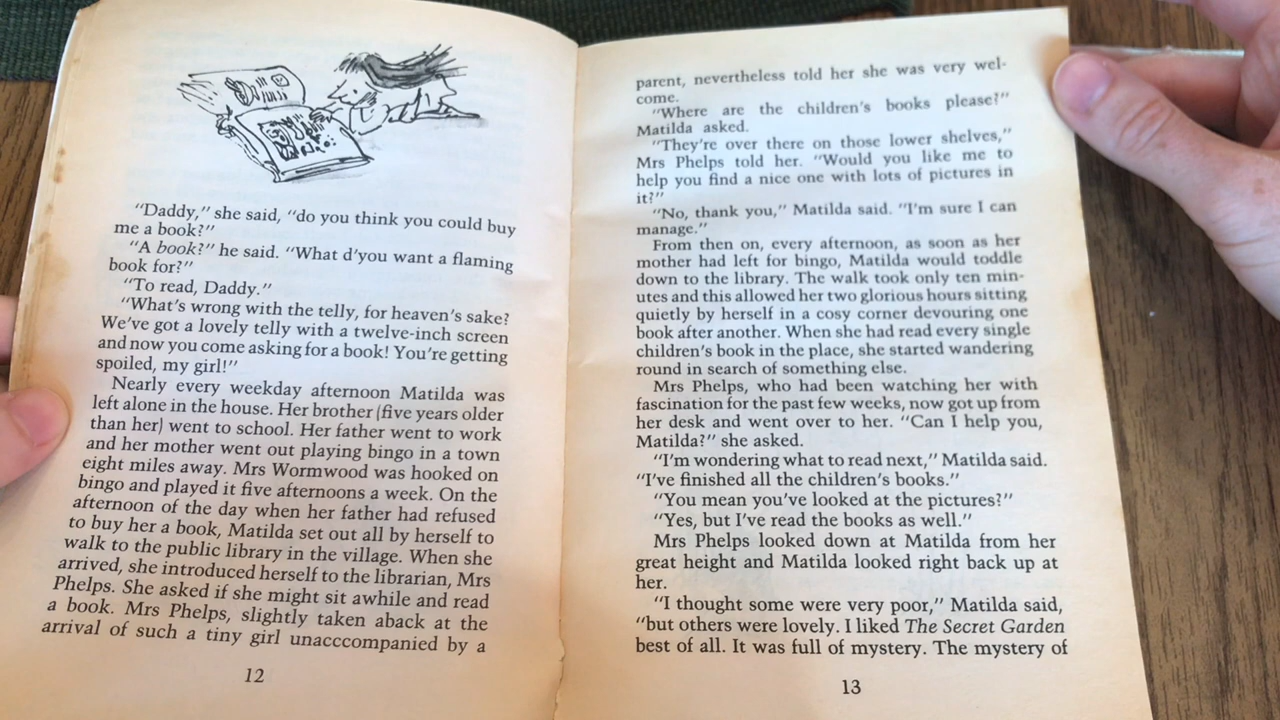 "Daddy," she said, "do you think you could buy
me a book?"
"A book?" he said. "What d'you want a flaming
book for?"
"To read, Daddy."
"What's wrong with the telly, for heaven's sake?
We've got a lovely telly with a twelve-inch screen
and now you come asking for a book! You're getting
spoiled, my girl!"
Nearly every weekday afternoon Matilda was
left alone in the house. Her brother (five years older
than her) went to school. Her father went to work
and her mother went out playing bingo in a town
eight miles away. Mrs Wormwood was hooked on
bingo and played it five afternoons a week. On the
afternoon of the day when her father had refused
to buy her a book, Matilda set out all by herself to
walk to the public library in the village. When she
arrived, she introduced herself to the librarian, Mrs
Phelps. She asked if she might sit awhile and read
a book. Mrs Phelps, slightly taken aback at the
arrival of such a tiny girl unacccompanied by a
12
parent, nevertheless told her she was very wel-
come.
"Where are the children's books please?"
Matilda asked.
"They're over there on those lower shelves,"
Mrs Phelps told her. "Would you like me to
help you find a nice one with lots of pictures in
it?"
"No, thank you," Matilda said. "I'm sure I can
manage."
From then on, every afternoon, as soon as her
mother had left for bingo, Matilda would toddle
down to the library. The walk took only ten min-
utes and this allowed her two glorious hours sitting
quietly by herself in a cosy corner devouring one
book after another. When she had read every single
children's book in the place, she started wandering
round in search of something else.
Mrs Phelps, who had been watching her with
fascination for the past few weeks, now got up from
her desk and went over to her. "Can I help you,
Matilda?" she asked.
"I'm wondering what to read next," Matilda said.
"I've finished all the children's books."
"You mean you've looked at the pictures?"
"Yes, but I've read the books as well."
Mrs Phelps looked down at Matilda from her
great height and Matilda looked right back up at
her.
"I thought some were very poor," Matilda said,
"but others were lovely. I liked The Secret Garden
best of all. It was full of mystery. The mystery of
13